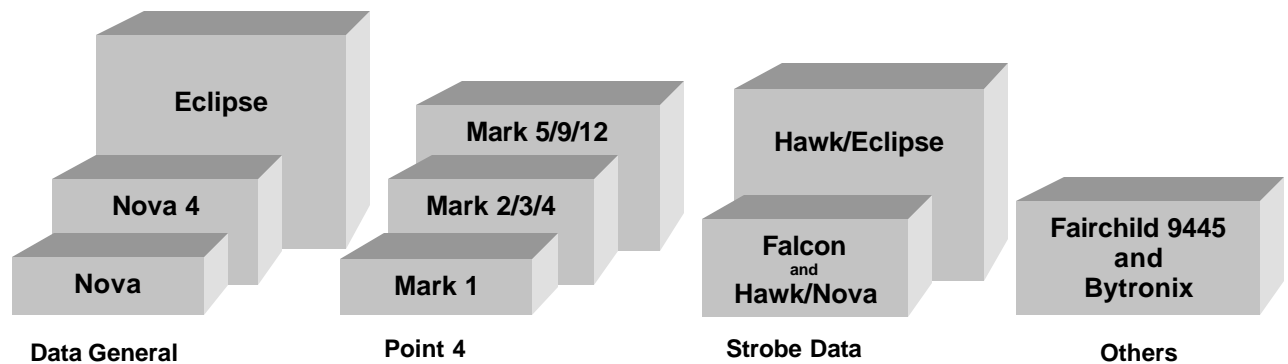 Eclipse
Nova 4
Nova
Data General
Mark 5/9/12
Mark 2/3/4
Mark 1
Point 4
Hawk/Eclipse
Falcon
and
Hawk/Nova
Strobe Data
Fairchild 9445
and
Bytronix
Others